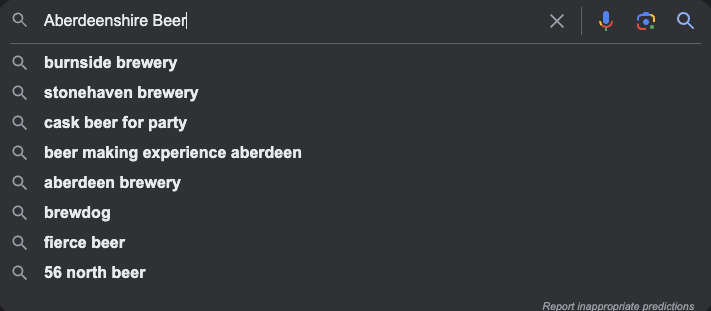 Aberdeenshire Beer
burnside brewery
stonehaven brewery
cask beer for party
beer making experience aberdeen
aberdeen brewery
brewdog
fierce beer
56 north beer
Report inappropriate predictions